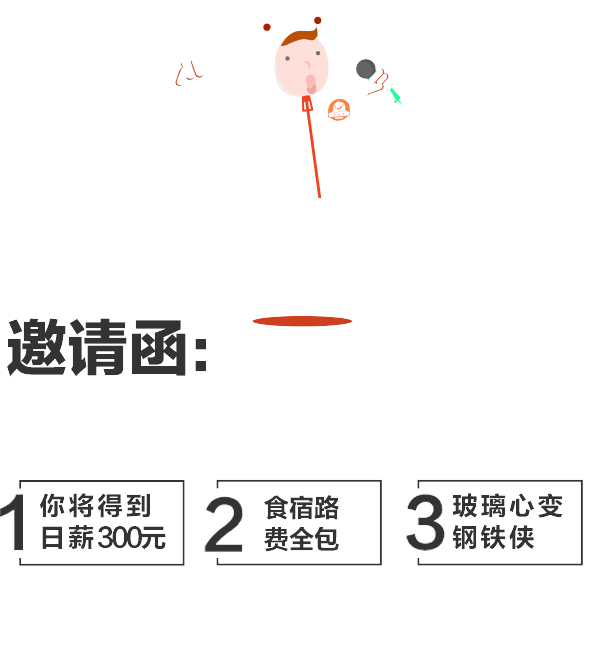 邀请函:
1 你将得到
日薪300元
2 食宿路
费全包
3 玻璃心变
钢铁侠